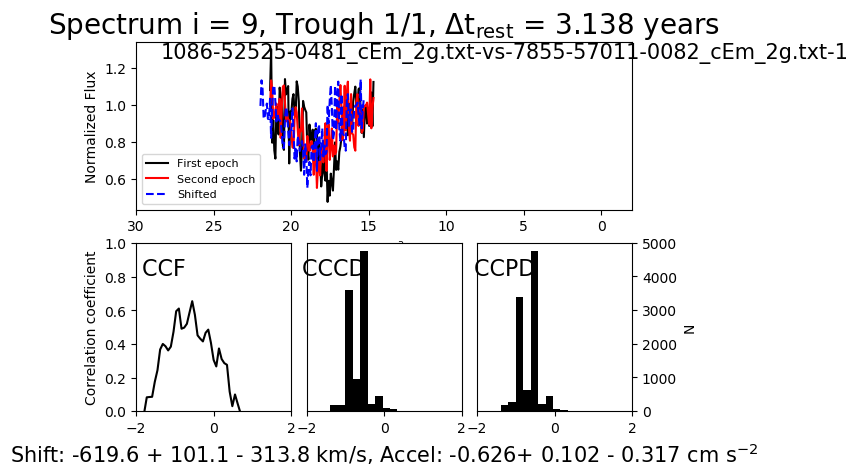 Spectrum i = 9, Trough 1/1, Δt_rest = 3.138 years
1086-52525-0481_cEm_2g.txt-vs-7855-57011-0082_cEm_2g.txt-1
Normalized Flux
1.2
1.0
0.8
0.6
First epoch
Second epoch
Shifted
30 25 20 15 10 5 0
Correlation coefficient
1.0
0.8
0.6
0.4
0.2
0.0
CCF
CCCD
CCPD
5000
4000
3000
2000
1000
0
N
−2 0 2
−2 0 2
−2 0 2
Shift: -619.6 + 101.1 - 313.8 km/s, Accel: -0.626+ 0.102 - 0.317 cm s⁻²